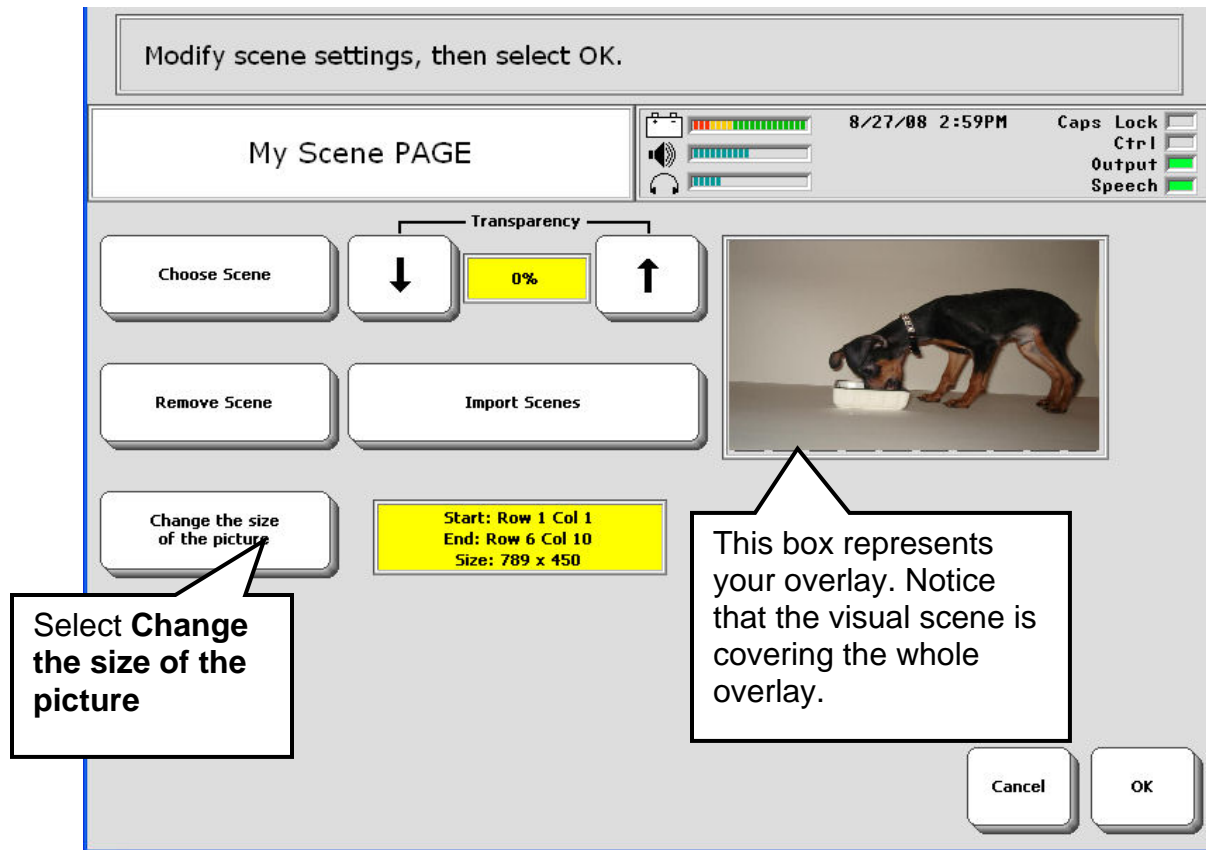 Modify scene settings, then select OK.
My Scene PAGE
8/27/08 2:59PM
Caps Lock
Ctrl
Output
Speech
Transparency
Choose Scene
0%
Remove Scene
Import Scenes
Change the size
of the picture
Start: Row 1 Col 1
End: Row 6 Col 10
Size: 789 x 450
Select Change
the size of the
picture
This box represents
your overlay. Notice
that the visual scene is
covering the whole
overlay.
Cancel
OK